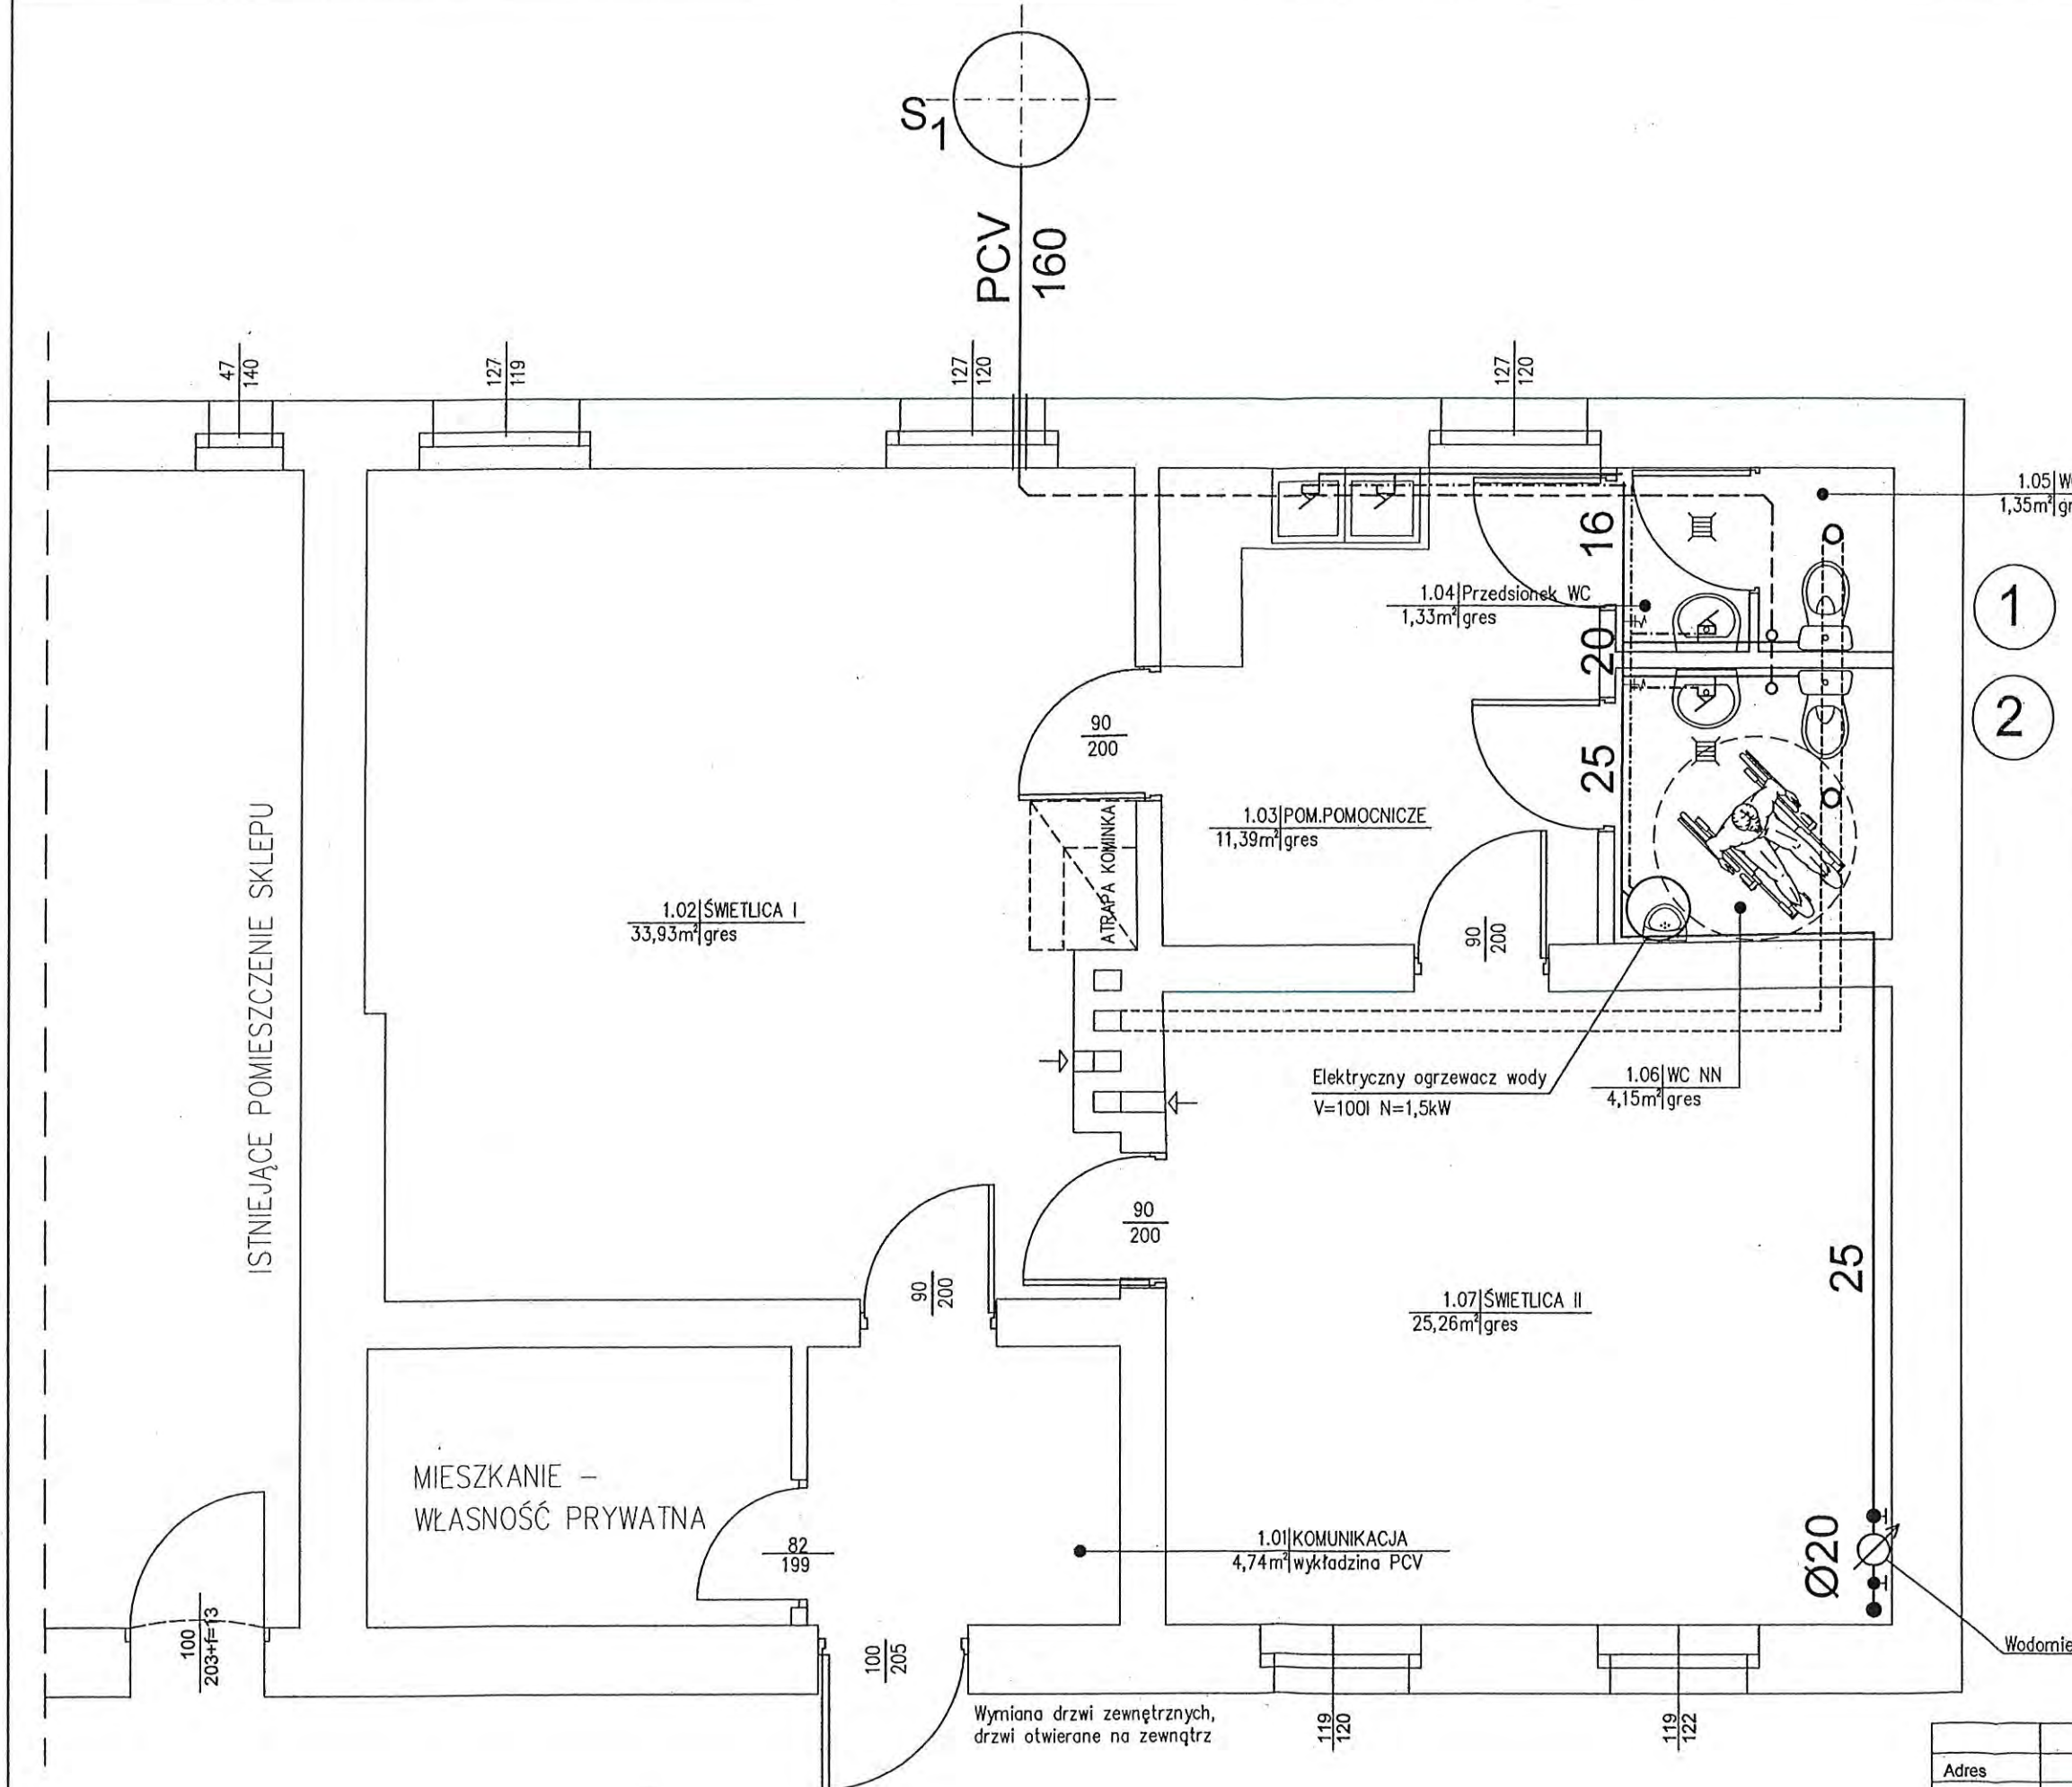 S1
PCV
160
47
140
127
119
127
120
127
120
1.05
1,35m²
16
1.04 Przedsionek WC
1,33m² gres
1
20
2
90
200
25
1.03 POM.POMOCNICZE
11,39m² gres
ATRAPA KOMINKA
ISTNIEJĄCE POMIESZCZENIE SKLEPU
1.02 ŚWIETLICA I
33,93m² gres
90
200
Elektryczny ogrzewacz wody
V=100l N=1,5kW
1.06 WC NN
4,15m² gres
90
200
90
200
25
1.07 ŚWIETLICA II
25,26m² gres
MIESZKANIE –
WŁASNOŚĆ PRYWATNA
82
199
1.01 KOMUNIKACJA
4,74m² wykładzina PCV
Ø20
100
203+f=13
100
205
Wodomie
Wymiana drzwi zewnętrznych,
drzwi otwierane na zewnątrz
119
120
119
122
Adres